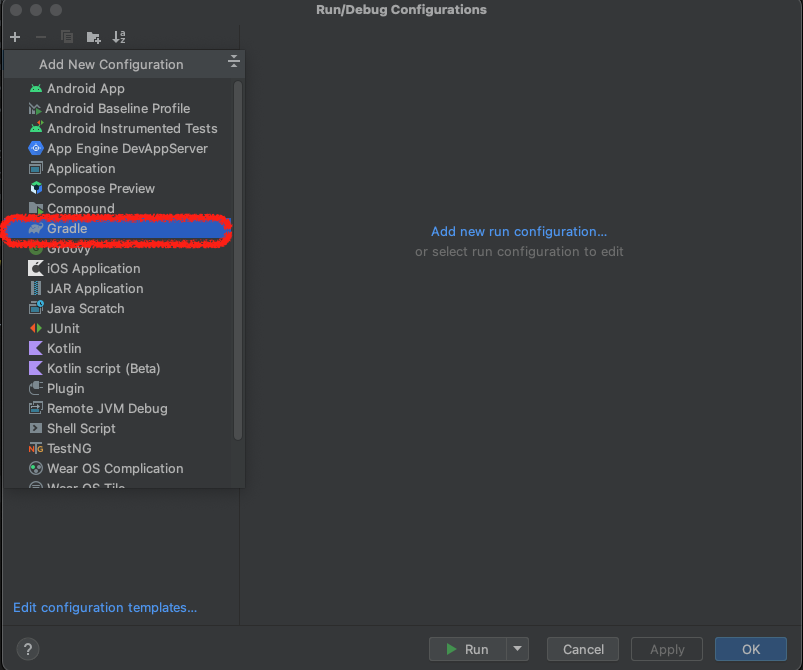 Run/Debug Configurations
Add New Configuration
Android App
Android Baseline Profile
Android Instrumented Tests
App Engine DevAppServer
Application
Compose Preview
Compound
Gradle
Groovy
iOS Application
JAR Application
Java Scratch
JUnit
Kotlin
Kotlin script (Beta)
Plugin
Remote JVM Debug
Shell Script
TestNG
Wear OS Complication
Wear OS Tile
Add new run configuration...
or select run configuration to edit
Edit configuration templates...
? Run Cancel Apply OK